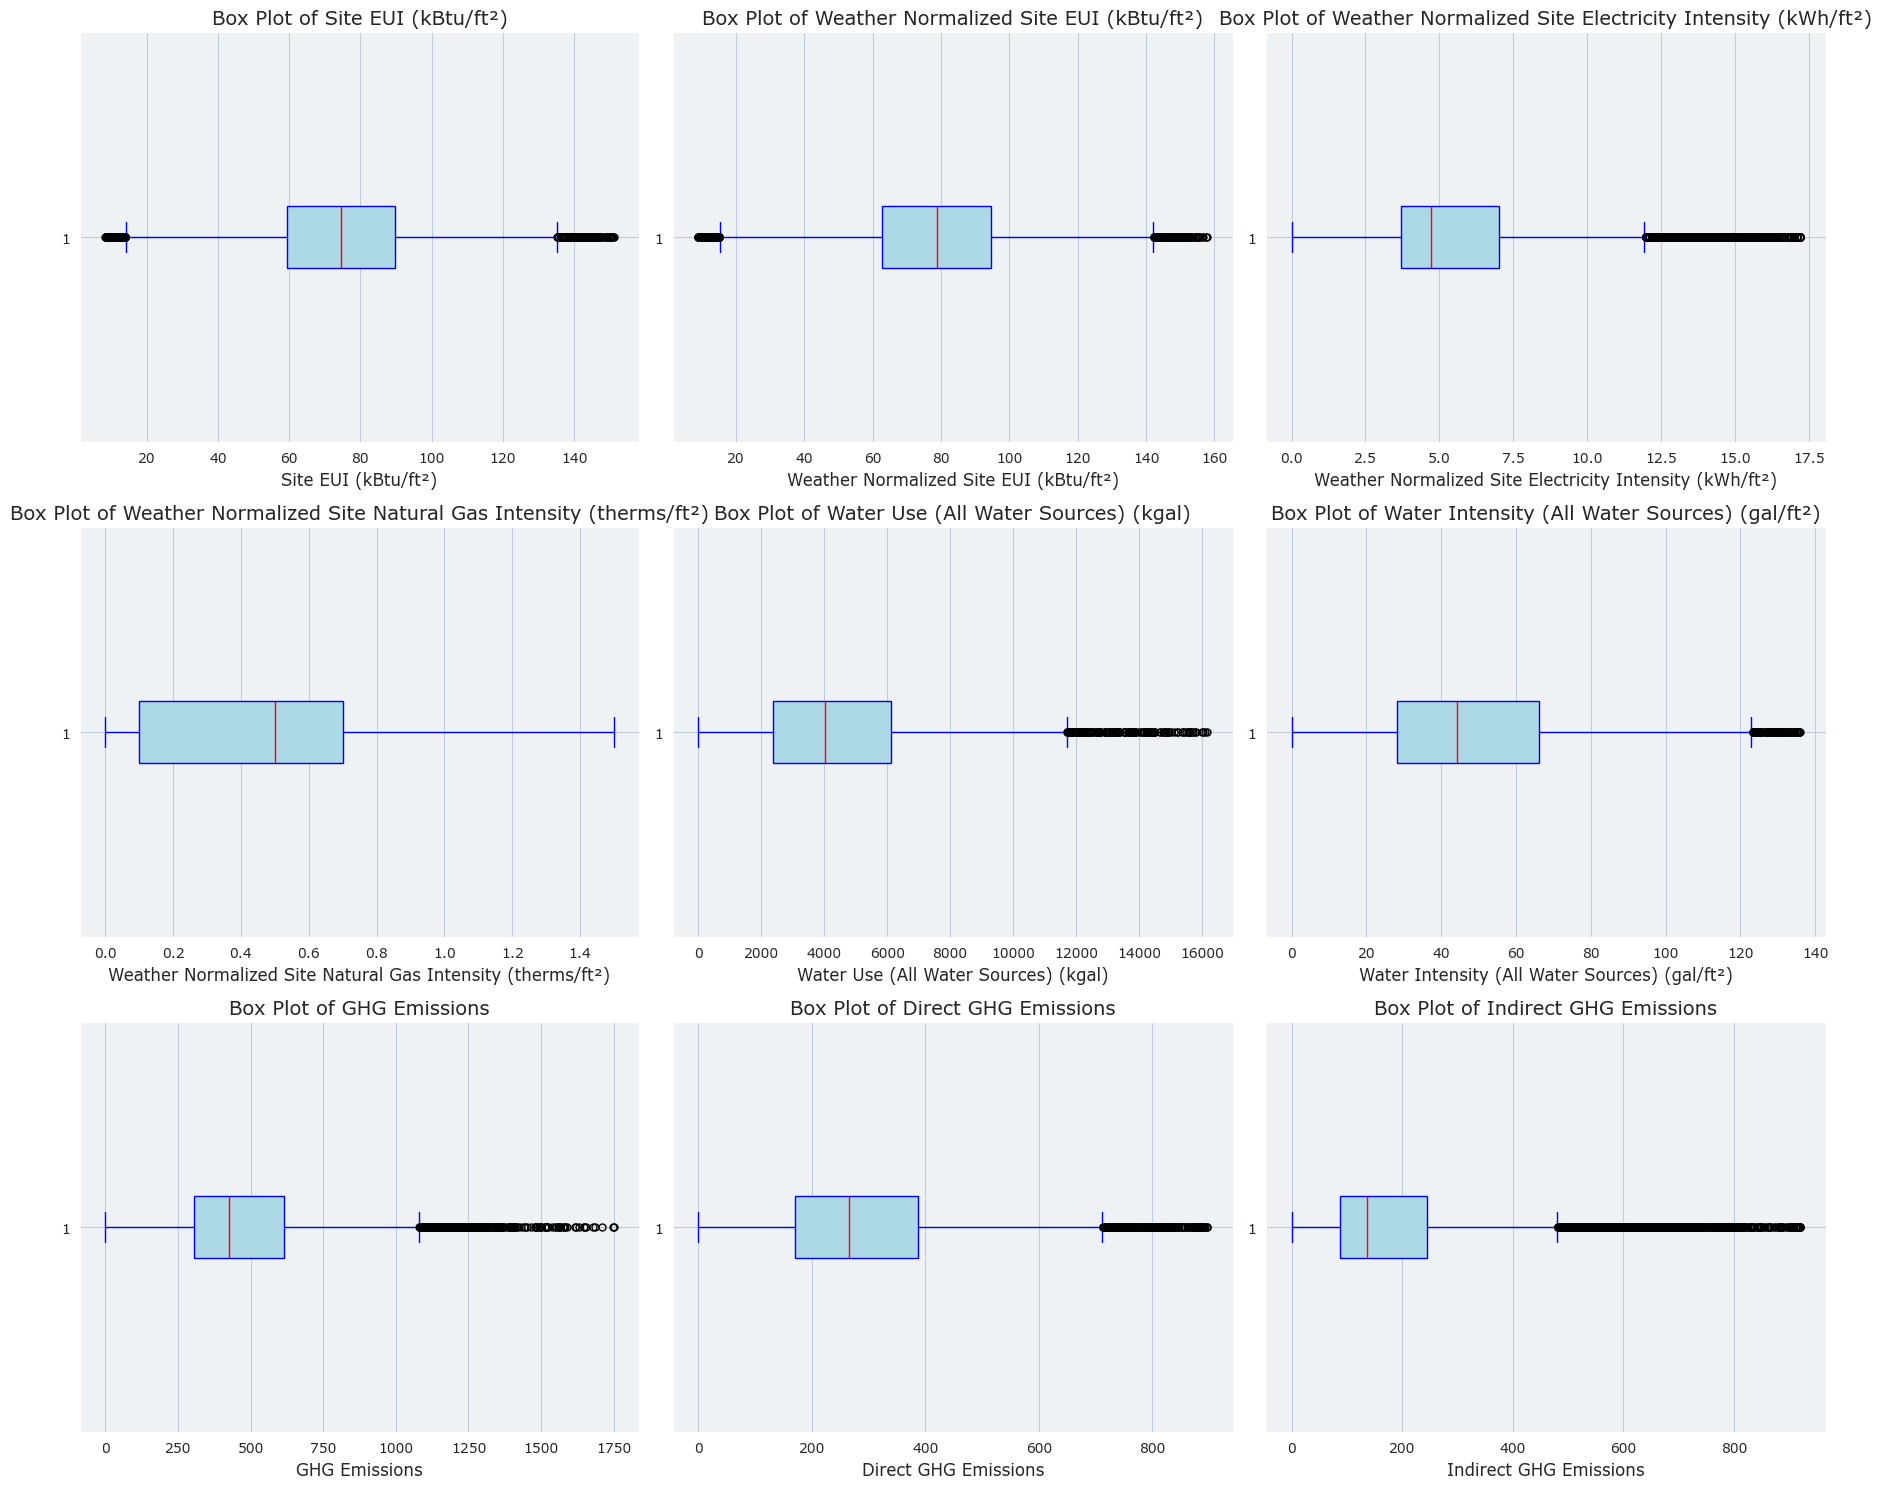 Box Plot of Site EUI (kBtu/ft²)
1
20 40 60 80 100 120 140
Site EUI (kBtu/ft²)
Box Plot of Weather Normalized Site EUI (kBtu/ft²)
1
20 40 60 80 100 120 140 160
Weather Normalized Site EUI (kBtu/ft²)
Box Plot of Weather Normalized Site Electricity Intensity (kWh/ft²)
1
0.0 2.5 5.0 7.5 10.0 12.5 15.0 17.5
Weather Normalized Site Electricity Intensity (kWh/ft²)
Box Plot of Weather Normalized Site Natural Gas Intensity (therms/ft²)
1
0.0 0.2 0.4 0.6 0.8 1.0 1.2 1.4
Weather Normalized Site Natural Gas Intensity (therms/ft²)
Box Plot of Water Use (All Water Sources) (kgal)
1
0 2000 4000 6000 8000 10000 12000 14000 16000
Water Use (All Water Sources) (kgal)
Box Plot of Water Intensity (All Water Sources) (gal/ft²)
1
0 20 40 60 80 100 120 140
Water Intensity (All Water Sources) (gal/ft²)
Box Plot of GHG Emissions
1
0 250 500 750 1000 1250 1500 1750
GHG Emissions
Box Plot of Direct GHG Emissions
1
0 200 400 600 800
Direct GHG Emissions
Box Plot of Indirect GHG Emissions
1
0 200 400 600 800
Indirect GHG Emissions